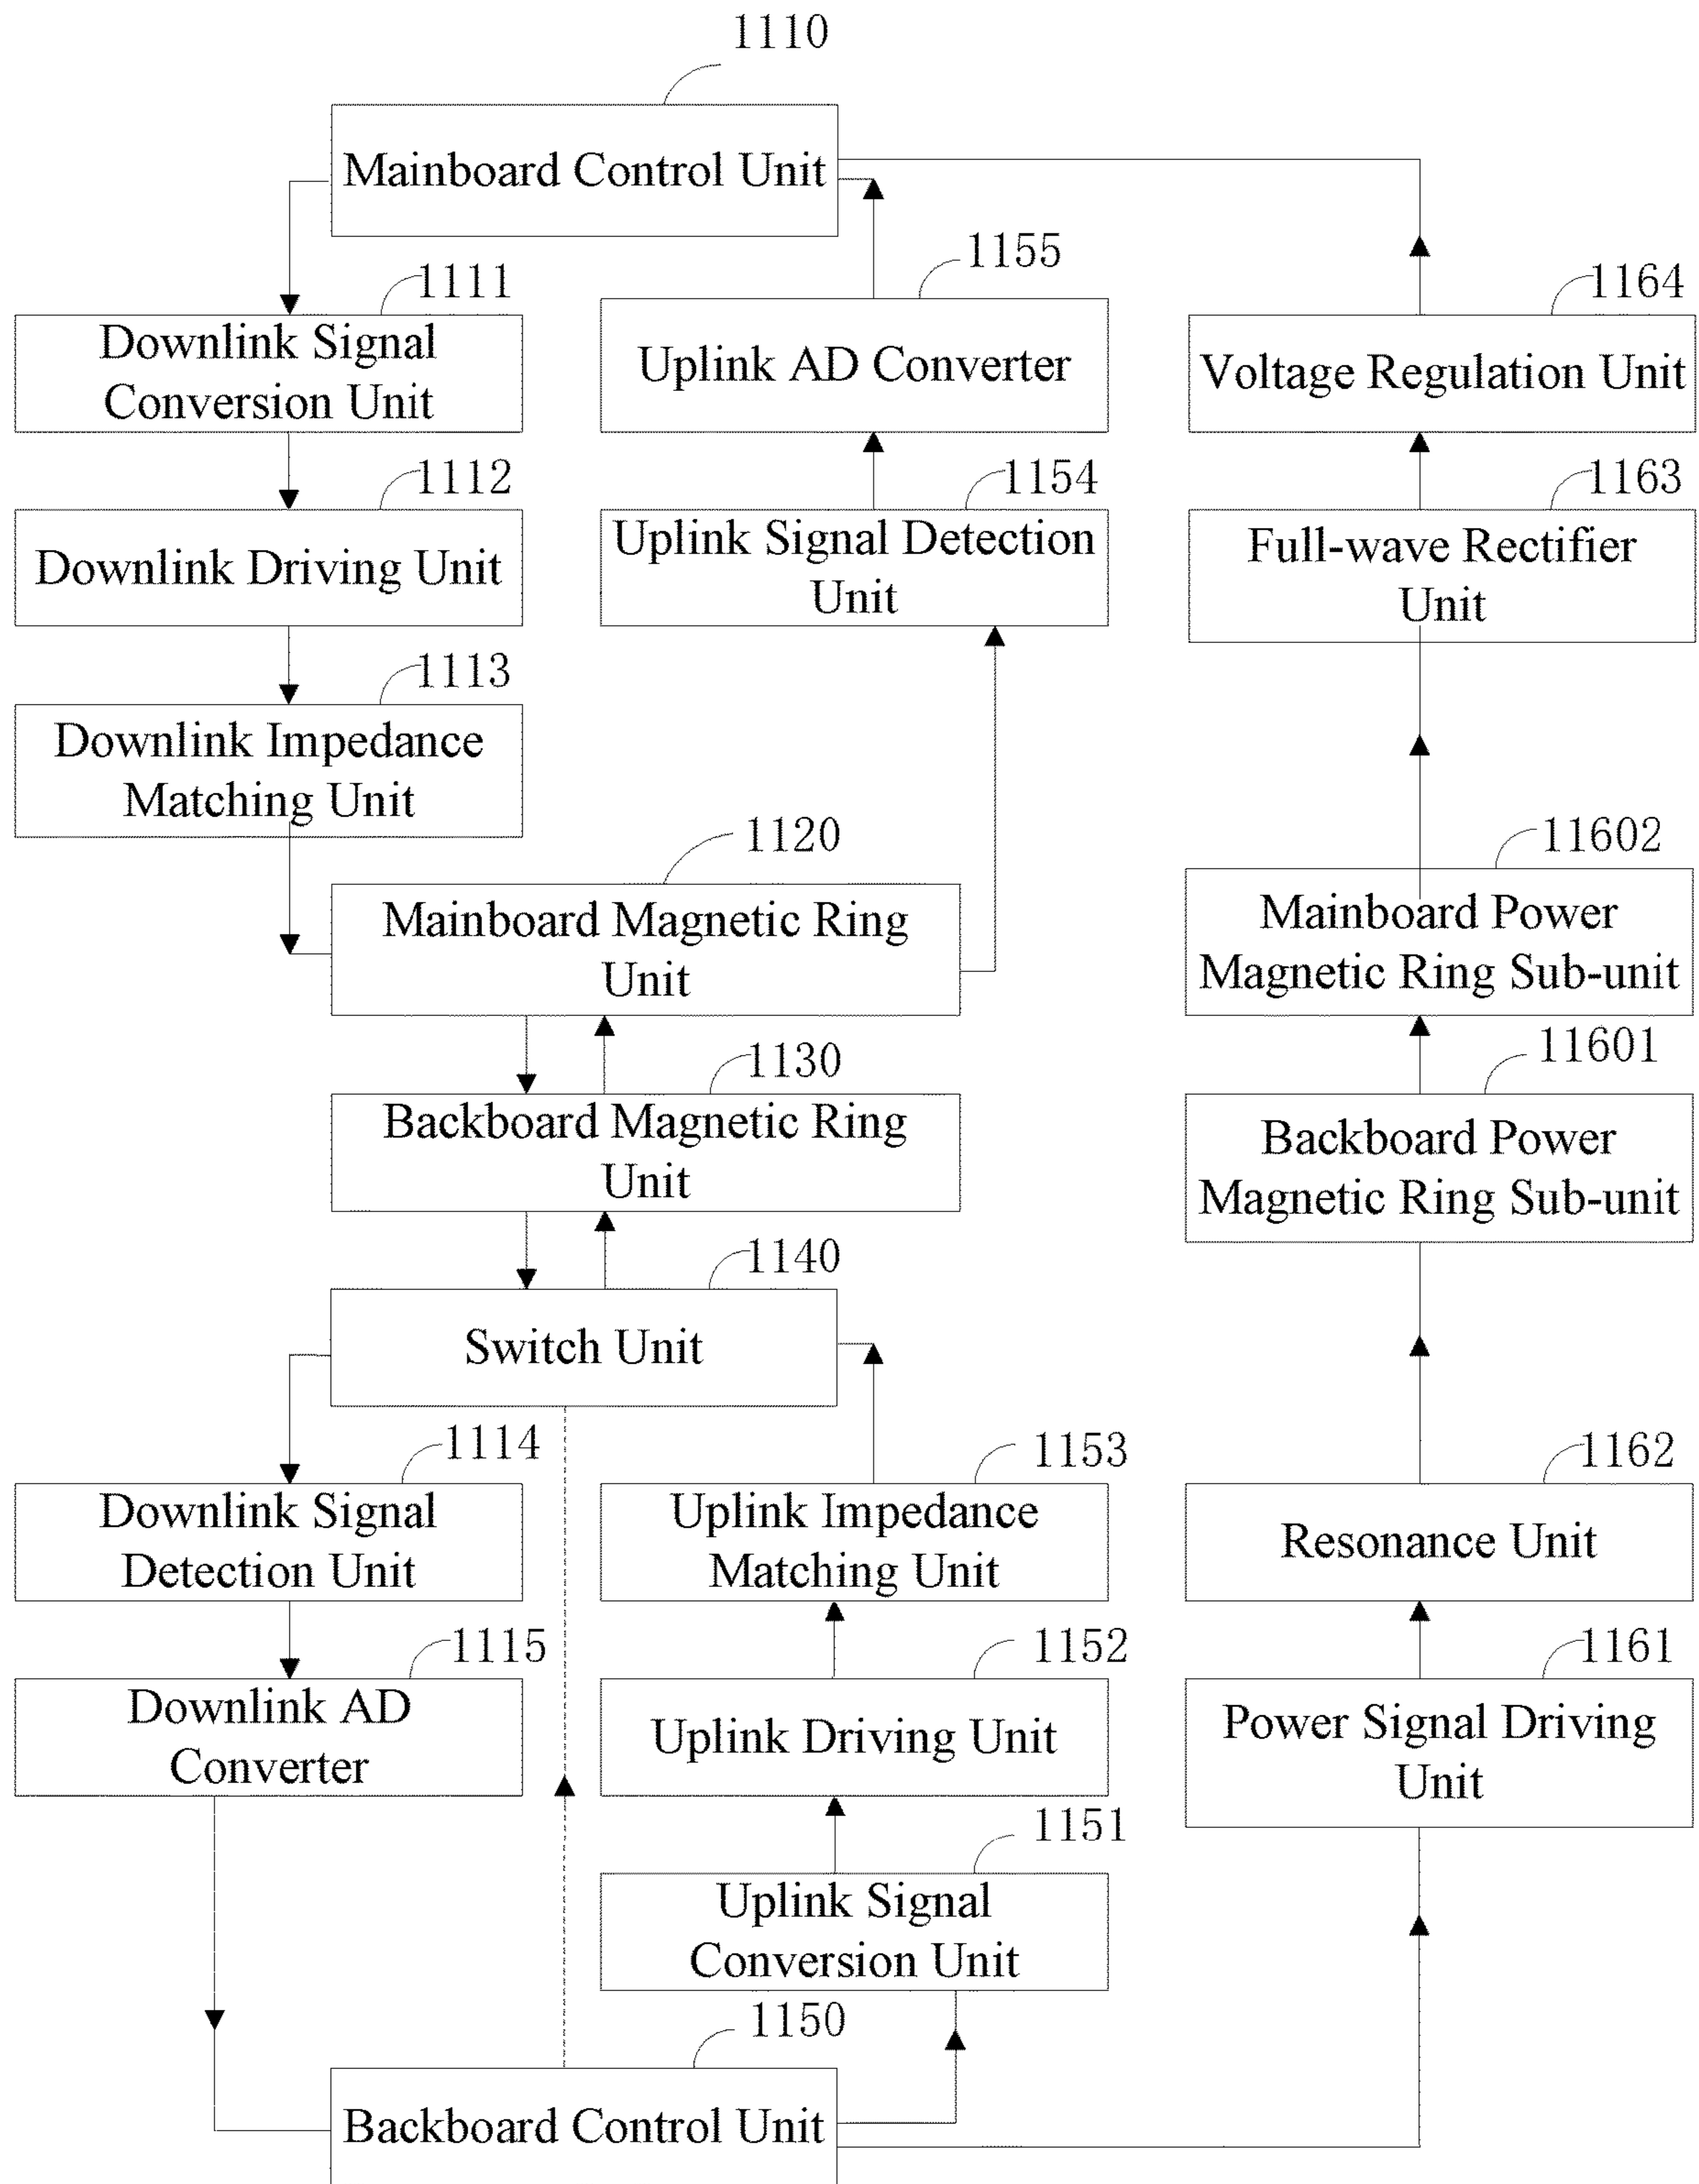 1110
Mainboard Control Unit
1155
1111
1164
Downlink Signal
Conversion Unit
Uplink AD Converter
Voltage Regulation Unit
1112
1154
1163
Downlink Driving Unit
Uplink Signal Detection
Unit
Full-wave Rectifier
Unit
1113
Downlink Impedance
Matching Unit
1120
11602
Mainboard Magnetic Ring
Unit
Mainboard Power
Magnetic Ring Sub-unit
1130
11601
Backboard Magnetic Ring
Unit
Backboard Power
Magnetic Ring Sub-unit
1140
Switch Unit
1114
1153
1162
Downlink Signal
Detection Unit
Uplink Impedance
Matching Unit
Resonance Unit
1115
1152
1161
Downlink AD
Converter
Uplink Driving Unit
Power Signal Driving
Unit
1151
Uplink Signal
Conversion Unit
1150
Backboard Control Unit